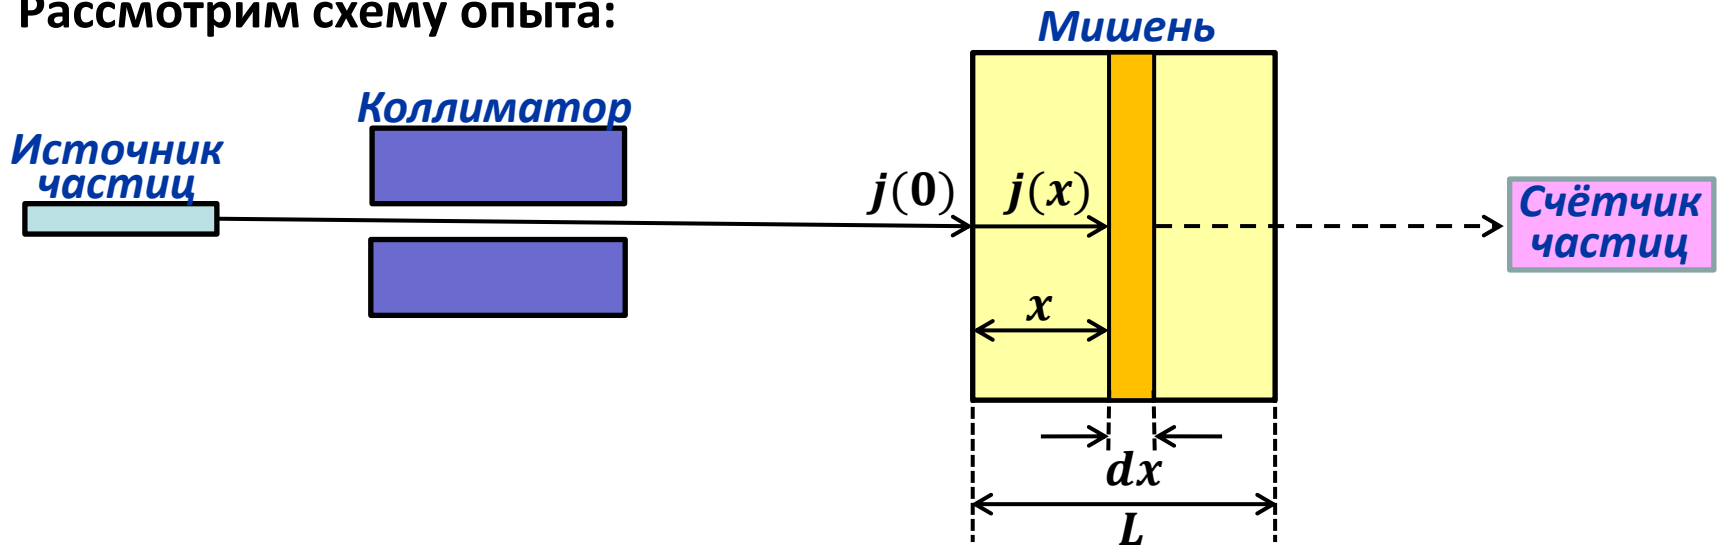 Рассмотрим схему опыта:
Мишень
Коллиматор
Источник
частиц
j(0)
j(x)
Счётчик
частиц
x
dx
L